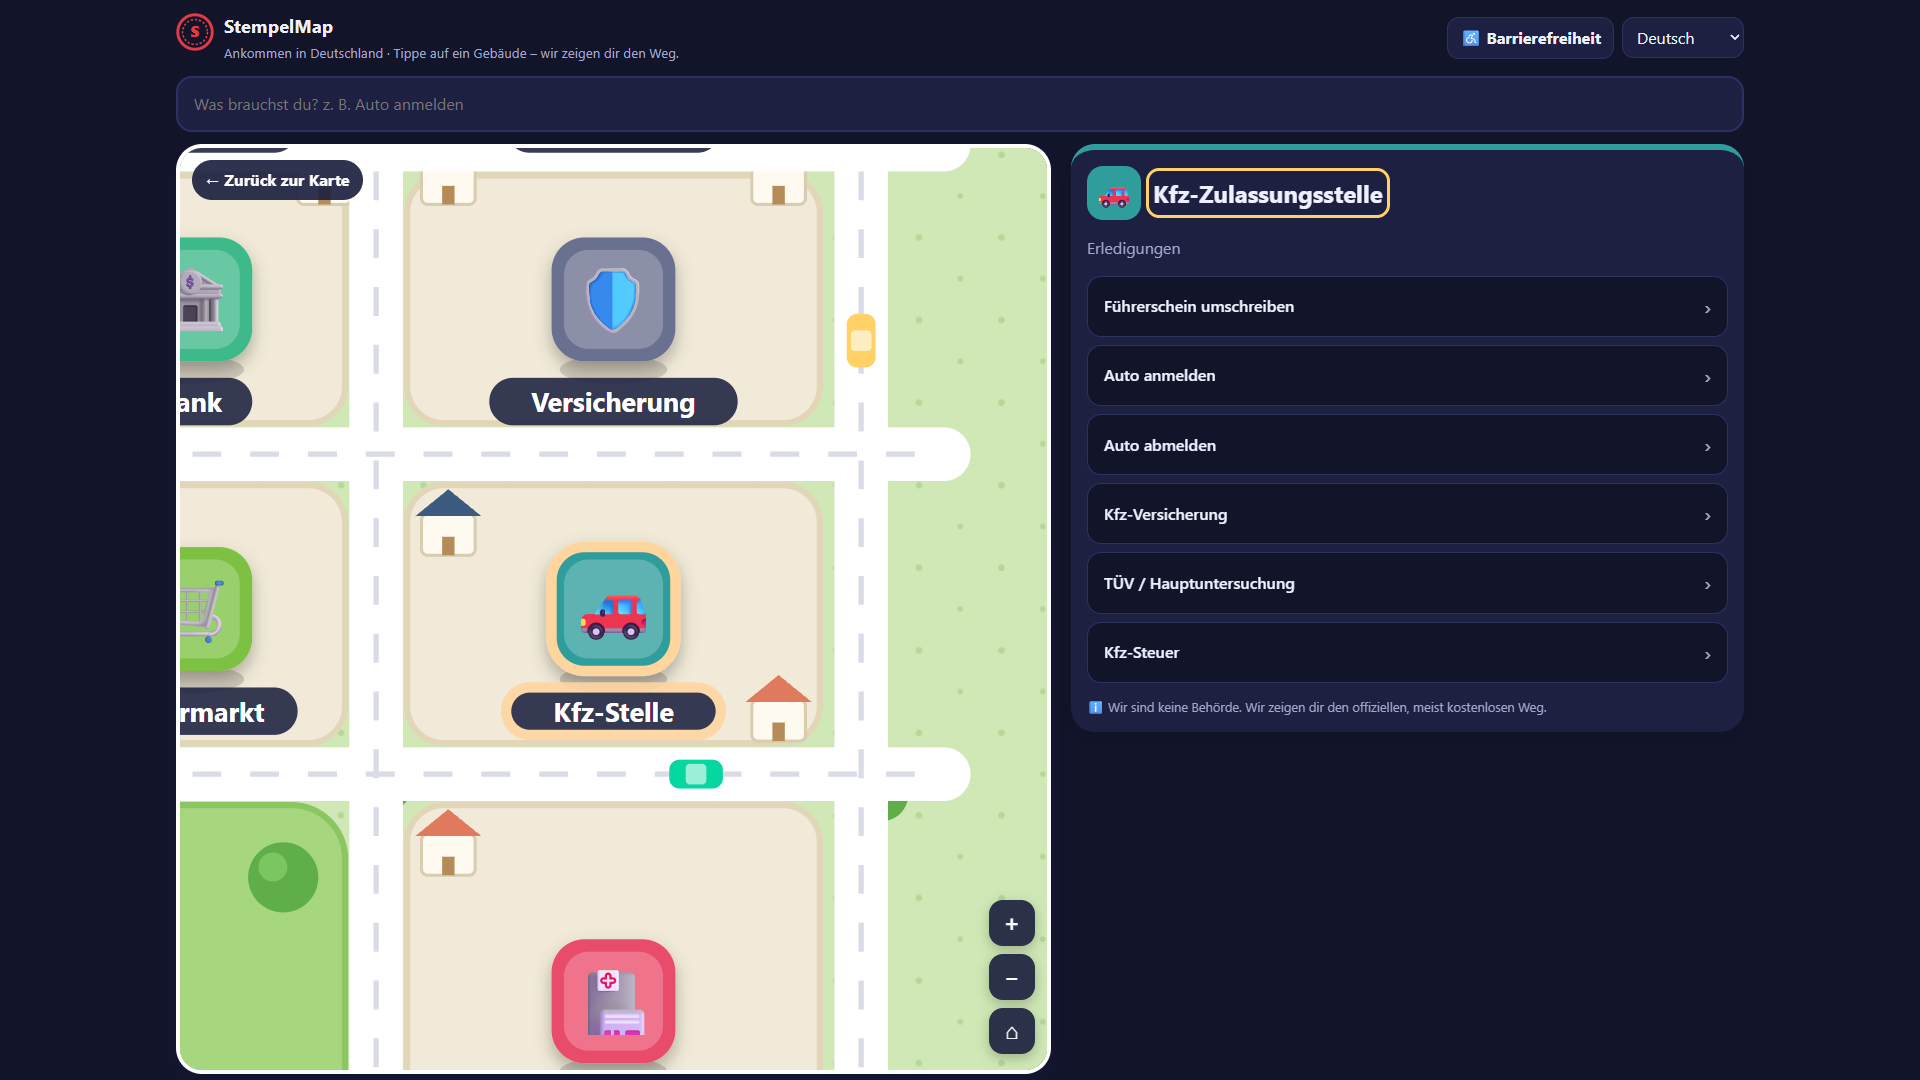 StempelMap
Ankommen in Deutschland · Tippe auf ein Gebäude – wir zeigen dir den Weg.
Barrierefreiheit
Deutsch
Was brauchst du? z. B. Auto anmelden
← Zurück zur Karte
ank
Versicherung
rmarkt
Kfz-Stelle
+
−
Kfz-Zulassungsstelle
Erledigungen
Führerschein umschreiben ›
Auto anmelden ›
Auto abmelden ›
Kfz-Versicherung ›
TÜV / Hauptuntersuchung ›
Kfz-Steuer ›
ℹ Wir sind keine Behörde. Wir zeigen dir den offiziellen, meist kostenlosen Weg.